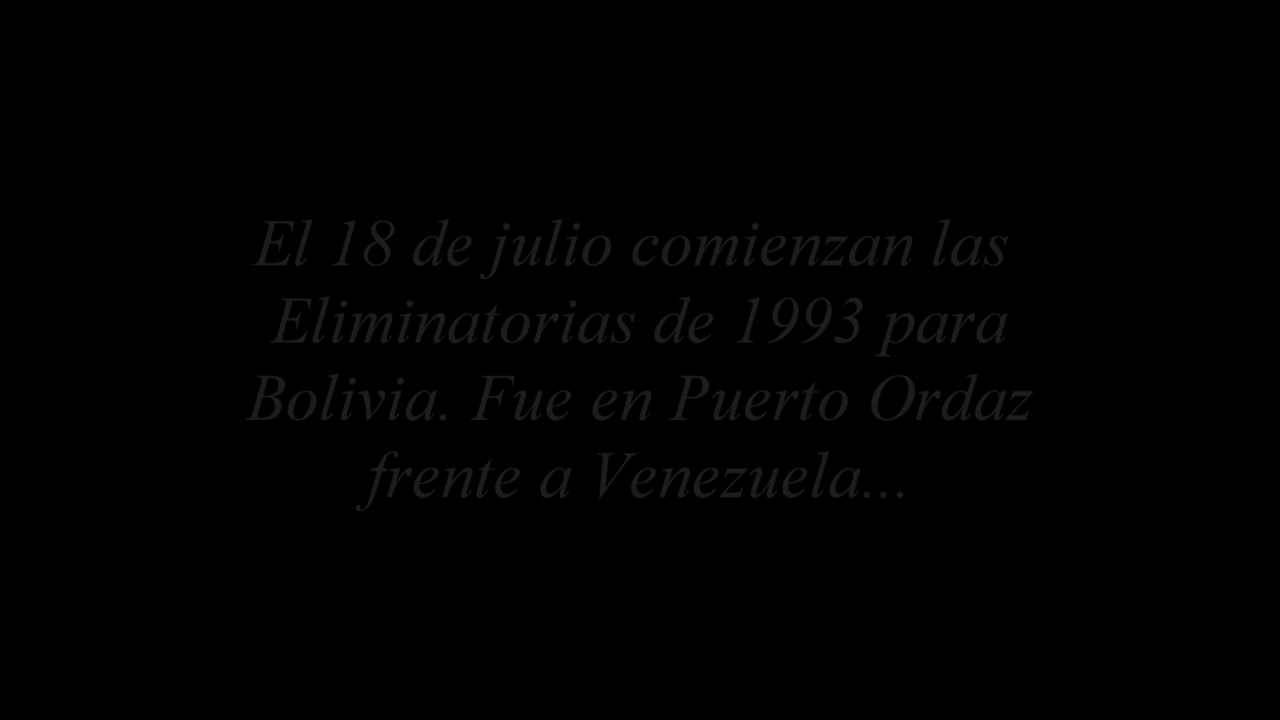 El 18 de julio comienzan las
Eliminatorias de 1993 para
Bolivia. Fue en Puerto Ordaz
frente a Venezuela...